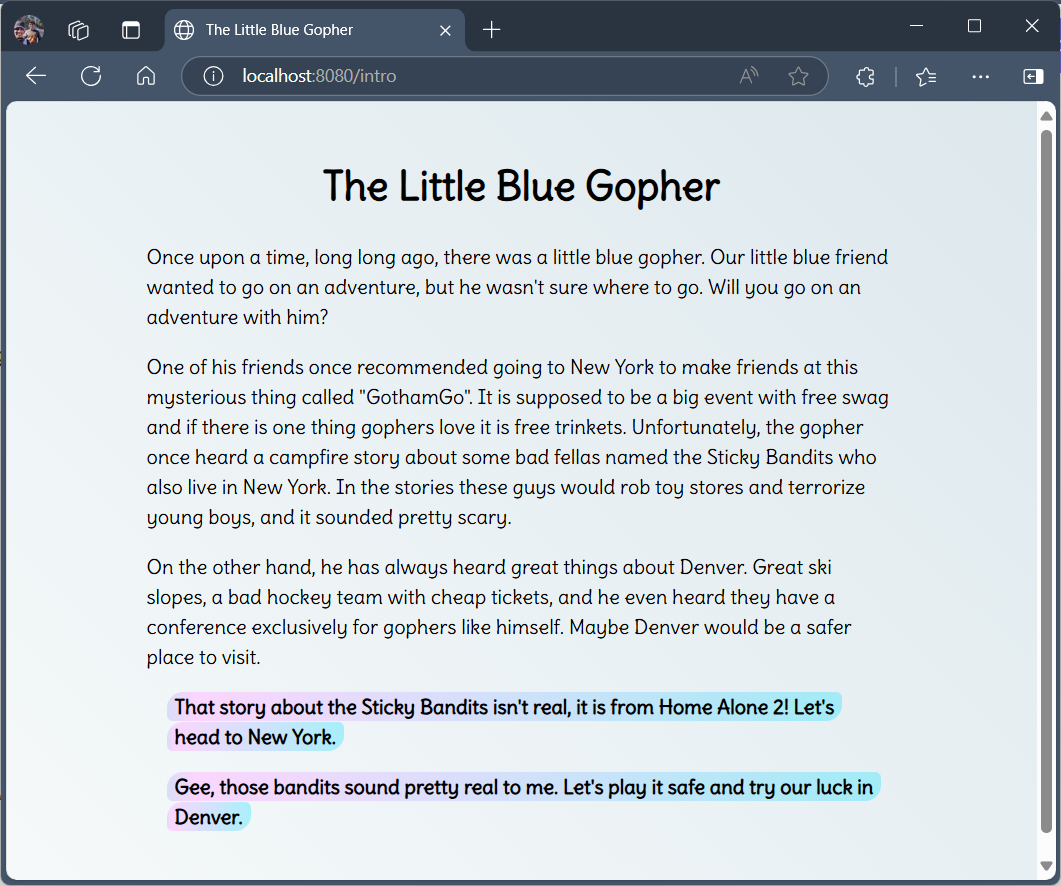 The Little Blue Gopher
localhost:8080/intro
The Little Blue Gopher
Once upon a time, long long ago, there was a little blue gopher. Our little blue friend
wanted to go on an adventure, but he wasn't sure where to go. Will you go on an
adventure with him?
One of his friends once recommended going to New York to make friends at this
mysterious thing called "GothamGo". It is supposed to be a big event with free swag
and if there is one thing gophers love it is free trinkets. Unfortunately, the gopher
once heard a campfire story about some bad fellas named the Sticky Bandits who
also live in New York. In the stories these guys would rob toy stores and terrorize
young boys, and it sounded pretty scary.
On the other hand, he has always heard great things about Denver. Great ski
slopes, a bad hockey team with cheap tickets, and he even heard they have a
conference exclusively for gophers like himself. Maybe Denver would be a safer
place to visit.
That story about the Sticky Bandits isn't real, it is from Home Alone 2! Let's
head to New York.
Gee, those bandits sound pretty real to me. Let's play it safe and try our luck in
Denver.